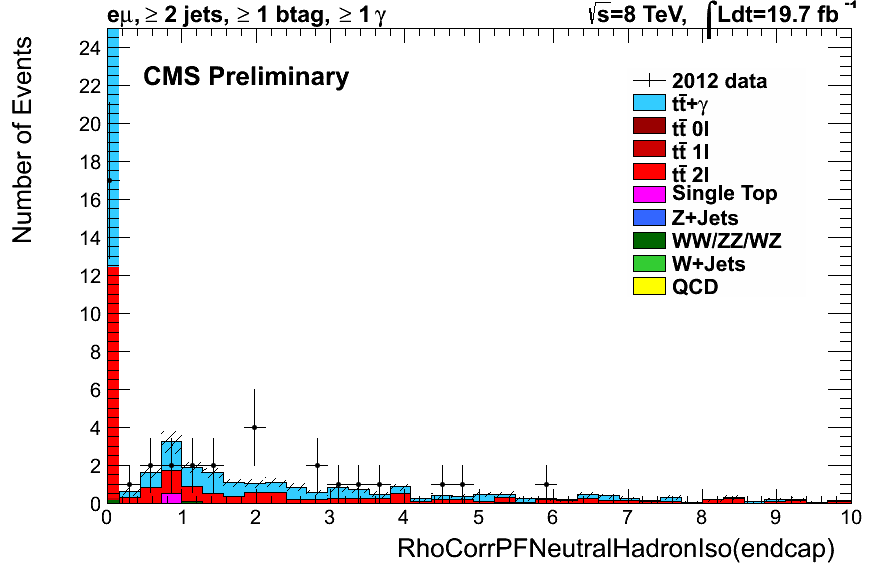 eμ, ≥ 2 jets, ≥ 1 btag, ≥ 1 γ
√s=8 TeV, ∫Ldt=19.7 fb⁻¹
CMS Preliminary
2012 data
tt̄+γ
tt̄ 0l
tt̄ 1l
tt̄ 2l
Single Top
Z+Jets
WW/ZZ/WZ
W+Jets
QCD
Number of Events
24
22
20
18
16
14
12
10
8
6
4
2
0
0 1 2 3 4 5 6 7 8 9 10
RhoCorrPFNeutralHadronIso(endcap)